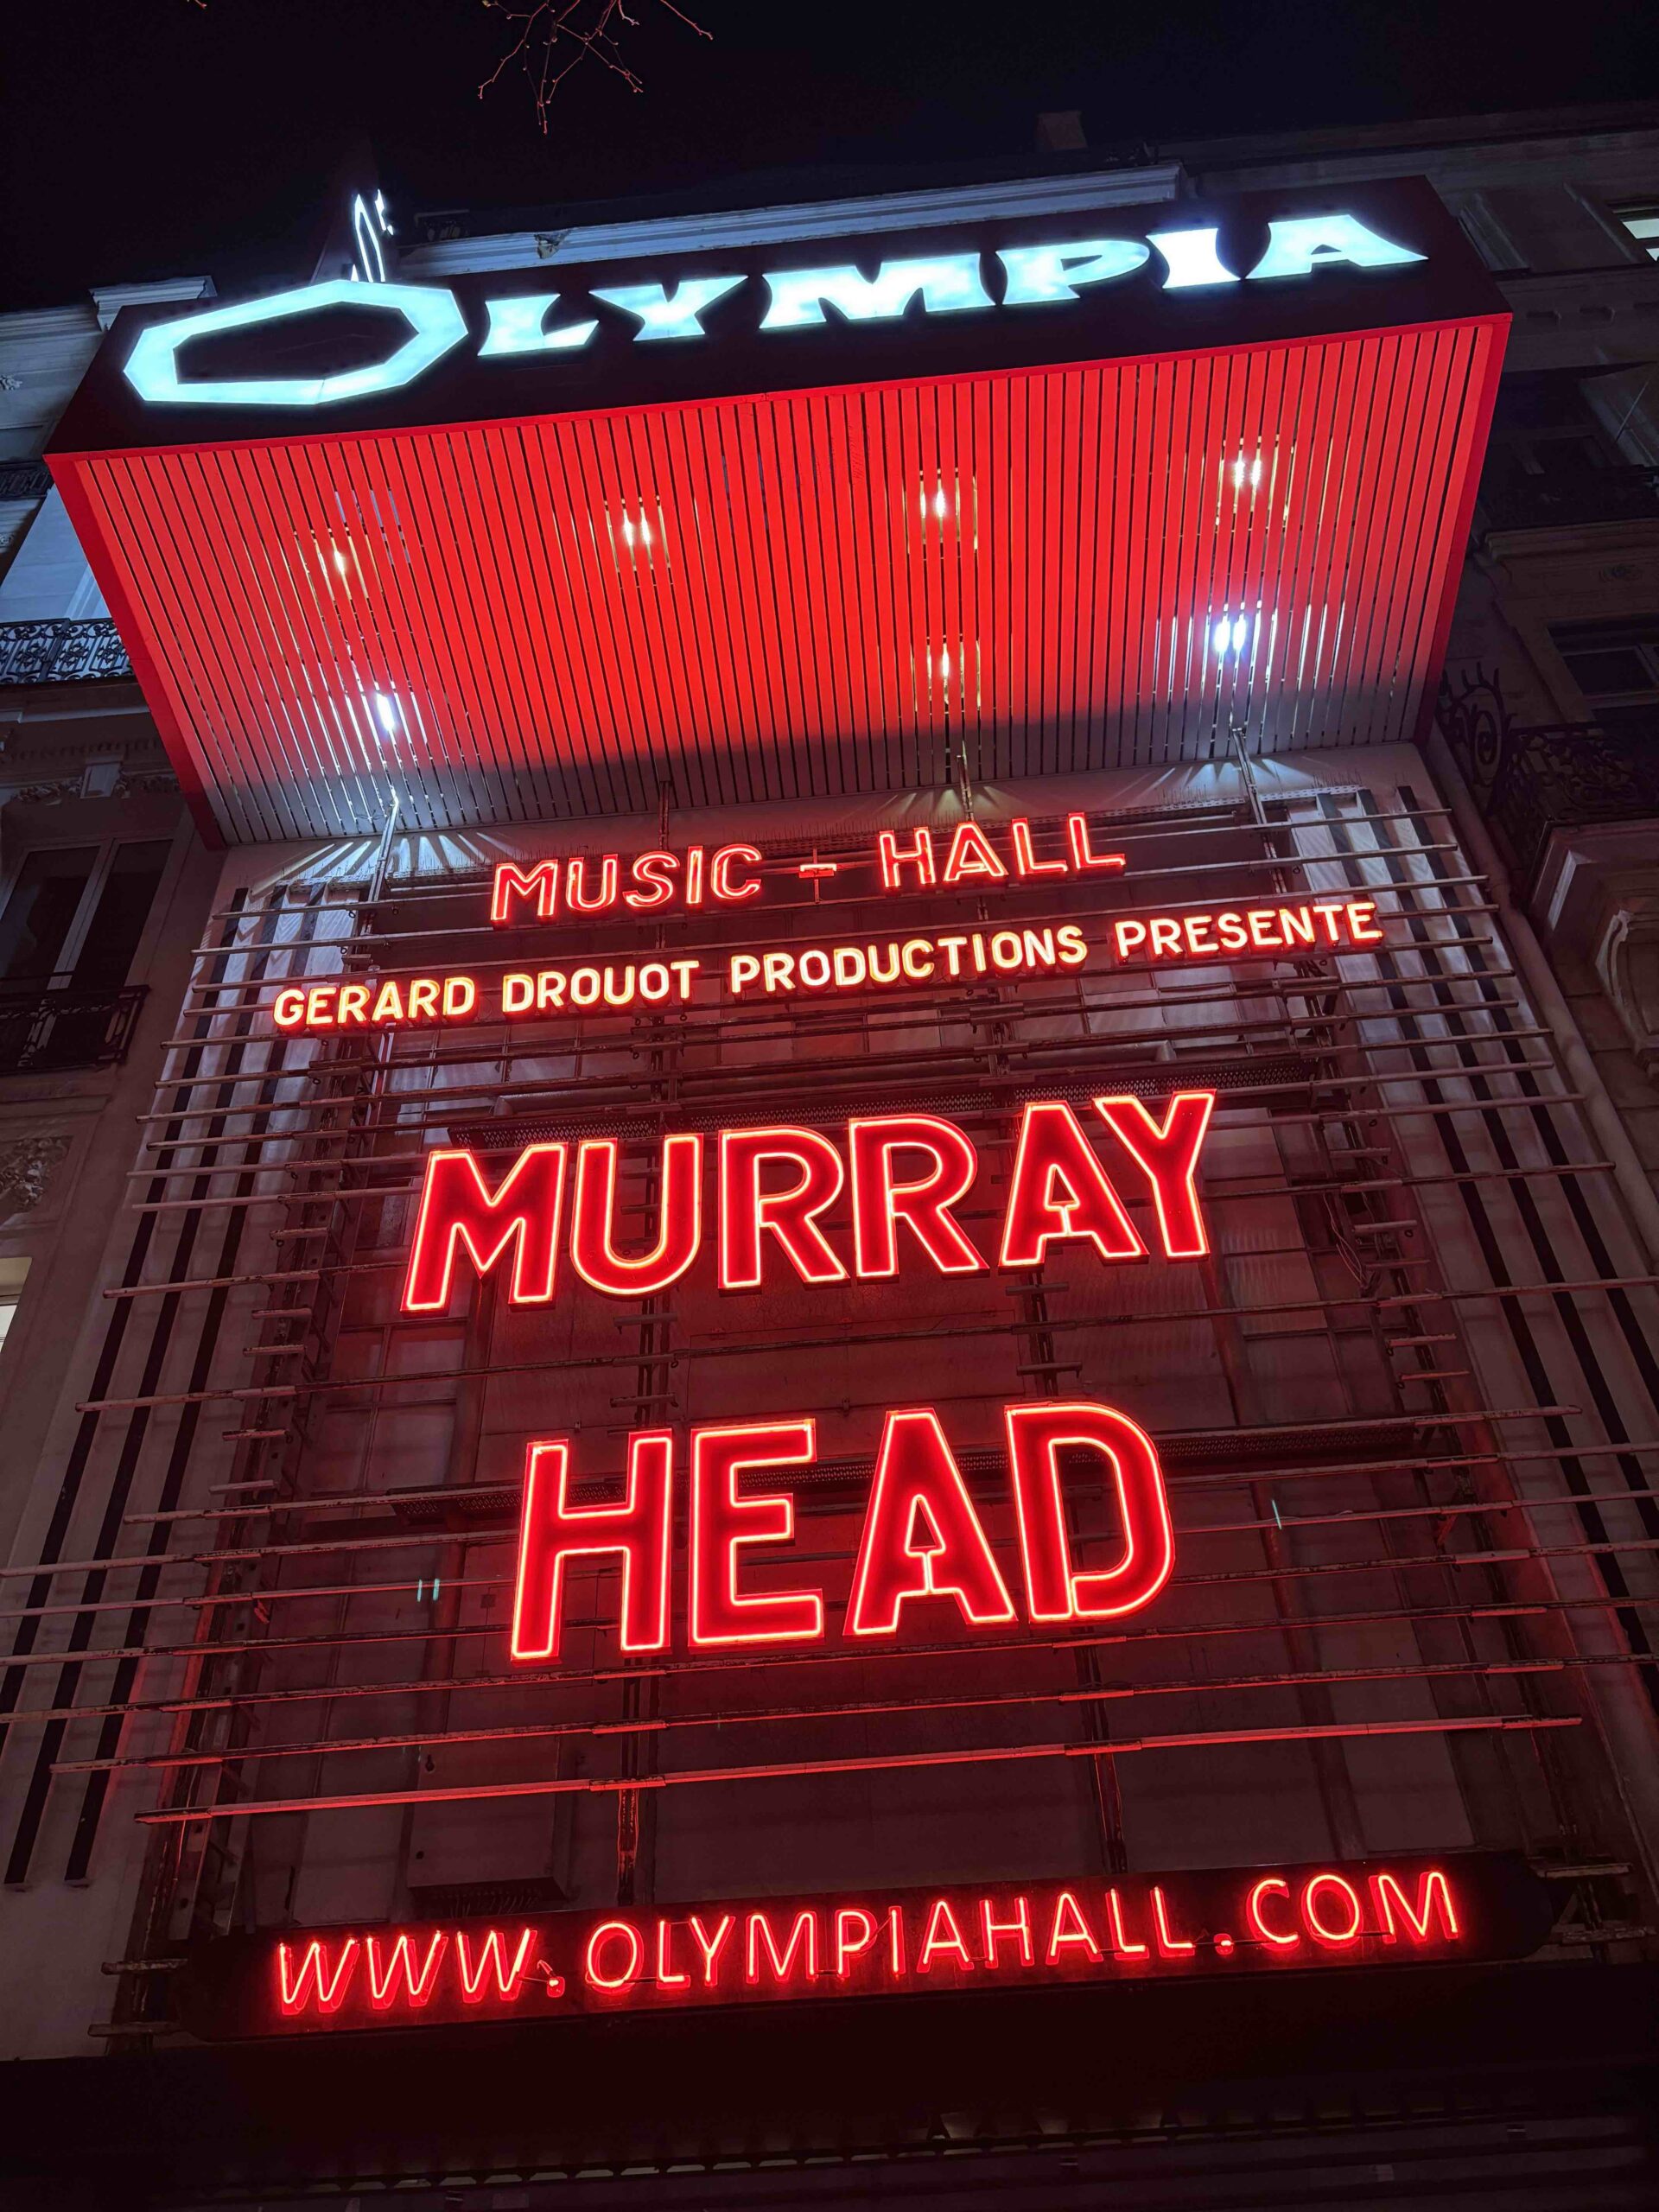 OLYMPIA
MUSIC - HALL
GERARD DROUOT PRODUCTIONS PRESENTE
MURRAY
HEAD
WWW.OLYMPIAHALL.COM